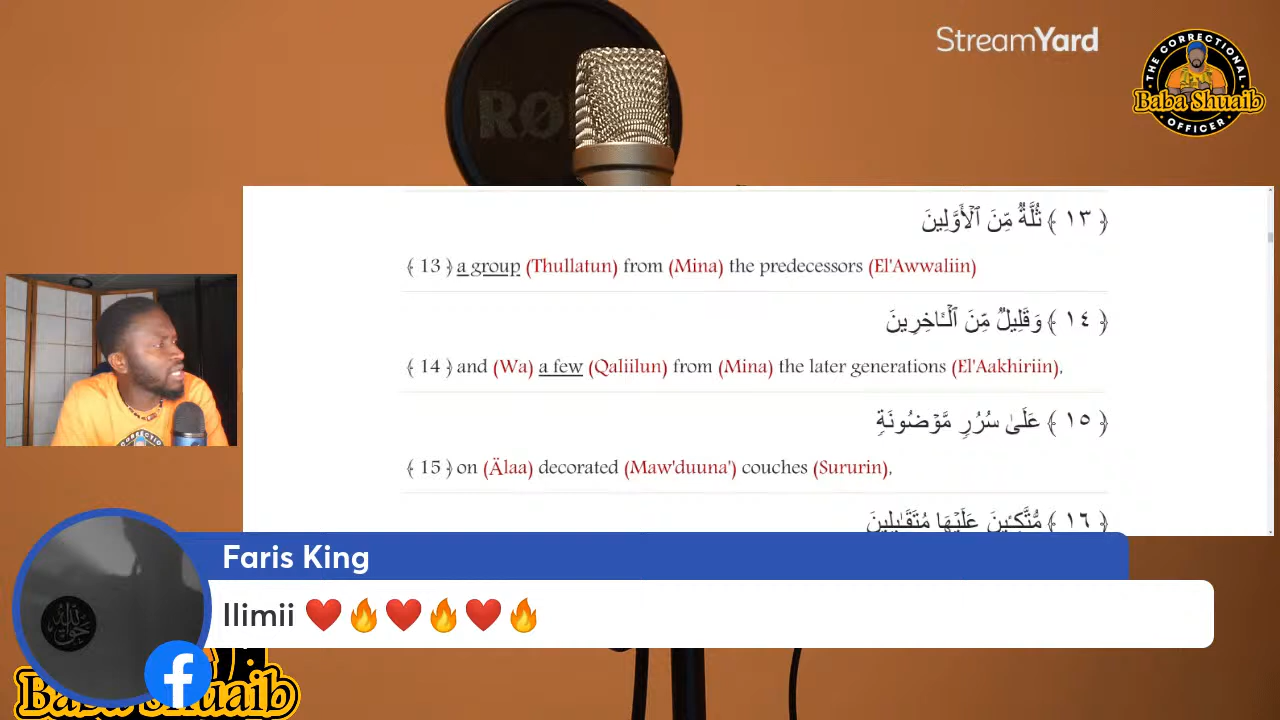 StreamYard
THE CORRECTIONAL
Baba Shuaib
OFFICER
﴿ ١٣ ﴾ ثُلَّةٌ مِّنَ ٱلْأَوَّلِينَ
﴾ 13 ﴿ a group (Thullatun) from (Mina) the predecessors (El'Awwaliin)
﴿ ١٤ ﴾ وَقَلِيلٌ مِّنَ ٱلْـَٔاخِرِينَ
﴾ 14 ﴿ and (Wa) a few (Qaliilun) from (Mina) the later generations (El'Aakhiriin),
﴿ ١٥ ﴾ عَلَىٰ سُرُرٍ مَّوْضُونَةٍ
﴾ 15 ﴿ on (Älaa) decorated (Maw'duuna') couches (Sururin),
﴿ ١٦ ﴾ مُّتَّكِـِٔينَ عَلَيْهَا مُتَقَـٰبِلِينَ
Faris King
Ilimii ❤️🔥❤️🔥❤️🔥